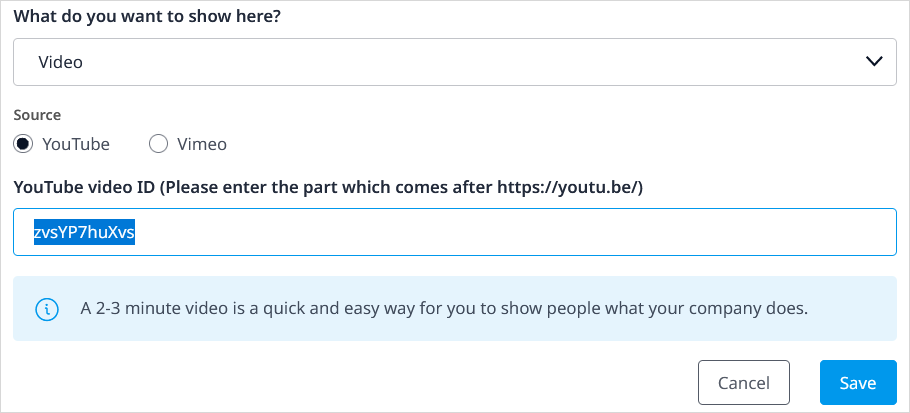 What do you want to show here?
Video
Source
YouTube Vimeo
YouTube video ID (Please enter the part which comes after https://youtu.be/)
zvsYP7huXvs
A 2-3 minute video is a quick and easy way for you to show people what your company does.
Cancel Save